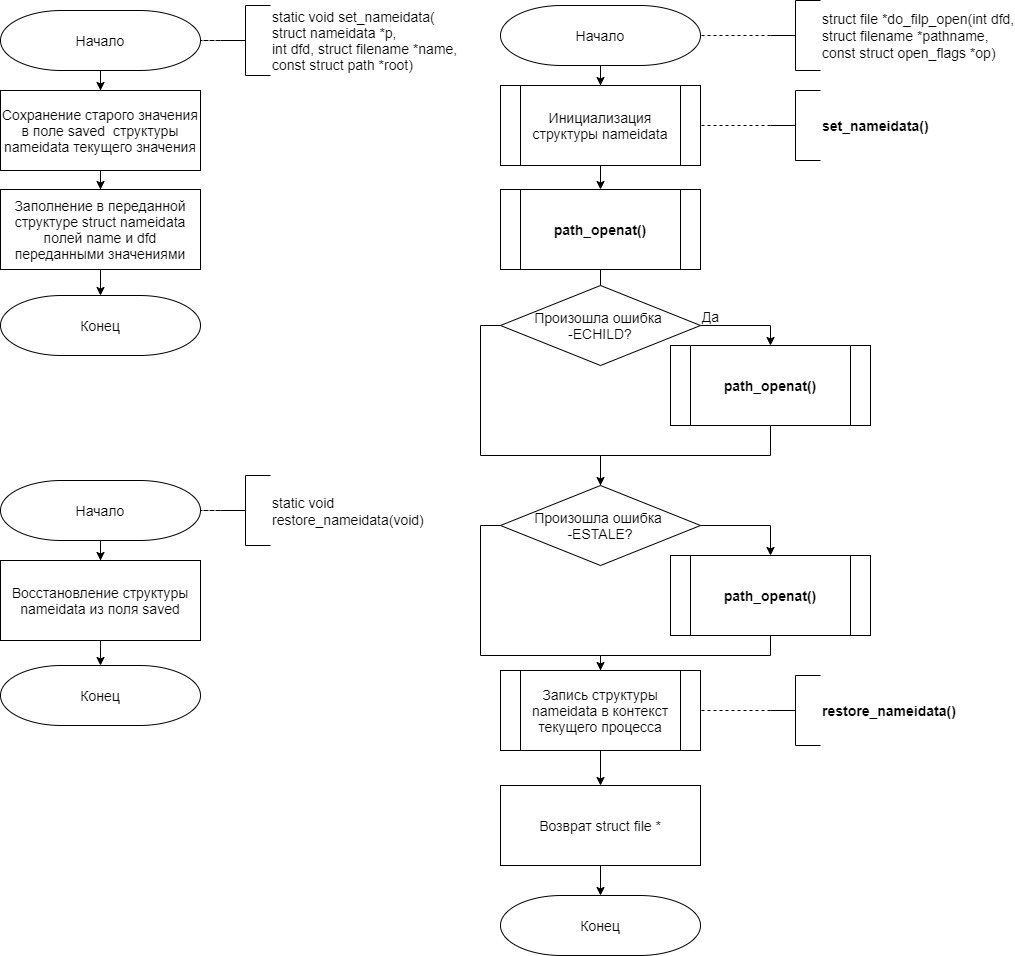 Начало
static void set_nameidata(
struct nameidata *p,
int dfd, struct filename *name,
const struct path *root)
Сохранение старого значения
в поле saved структуры
nameidata текущего значения
Заполнение в переданной
структуре struct nameidata
полей name и dfd
переданными значениями
Конец
Начало
static void
restore_nameidata(void)
Восстановление структуры
nameidata из поля saved
Конец
Начало
struct file *do_filp_open(int dfd,
struct filename *pathname,
const struct open_flags *op)
Инициализация
структуры nameidata
set_nameidata()
path_openat()
Произошла ошибка
-ECHILD?
Да
path_openat()
Произошла ошибка
-ESTALE?
path_openat()
Запись структуры
nameidata в контекст
текущего процесса
restore_nameidata()
Возврат struct file *
Конец